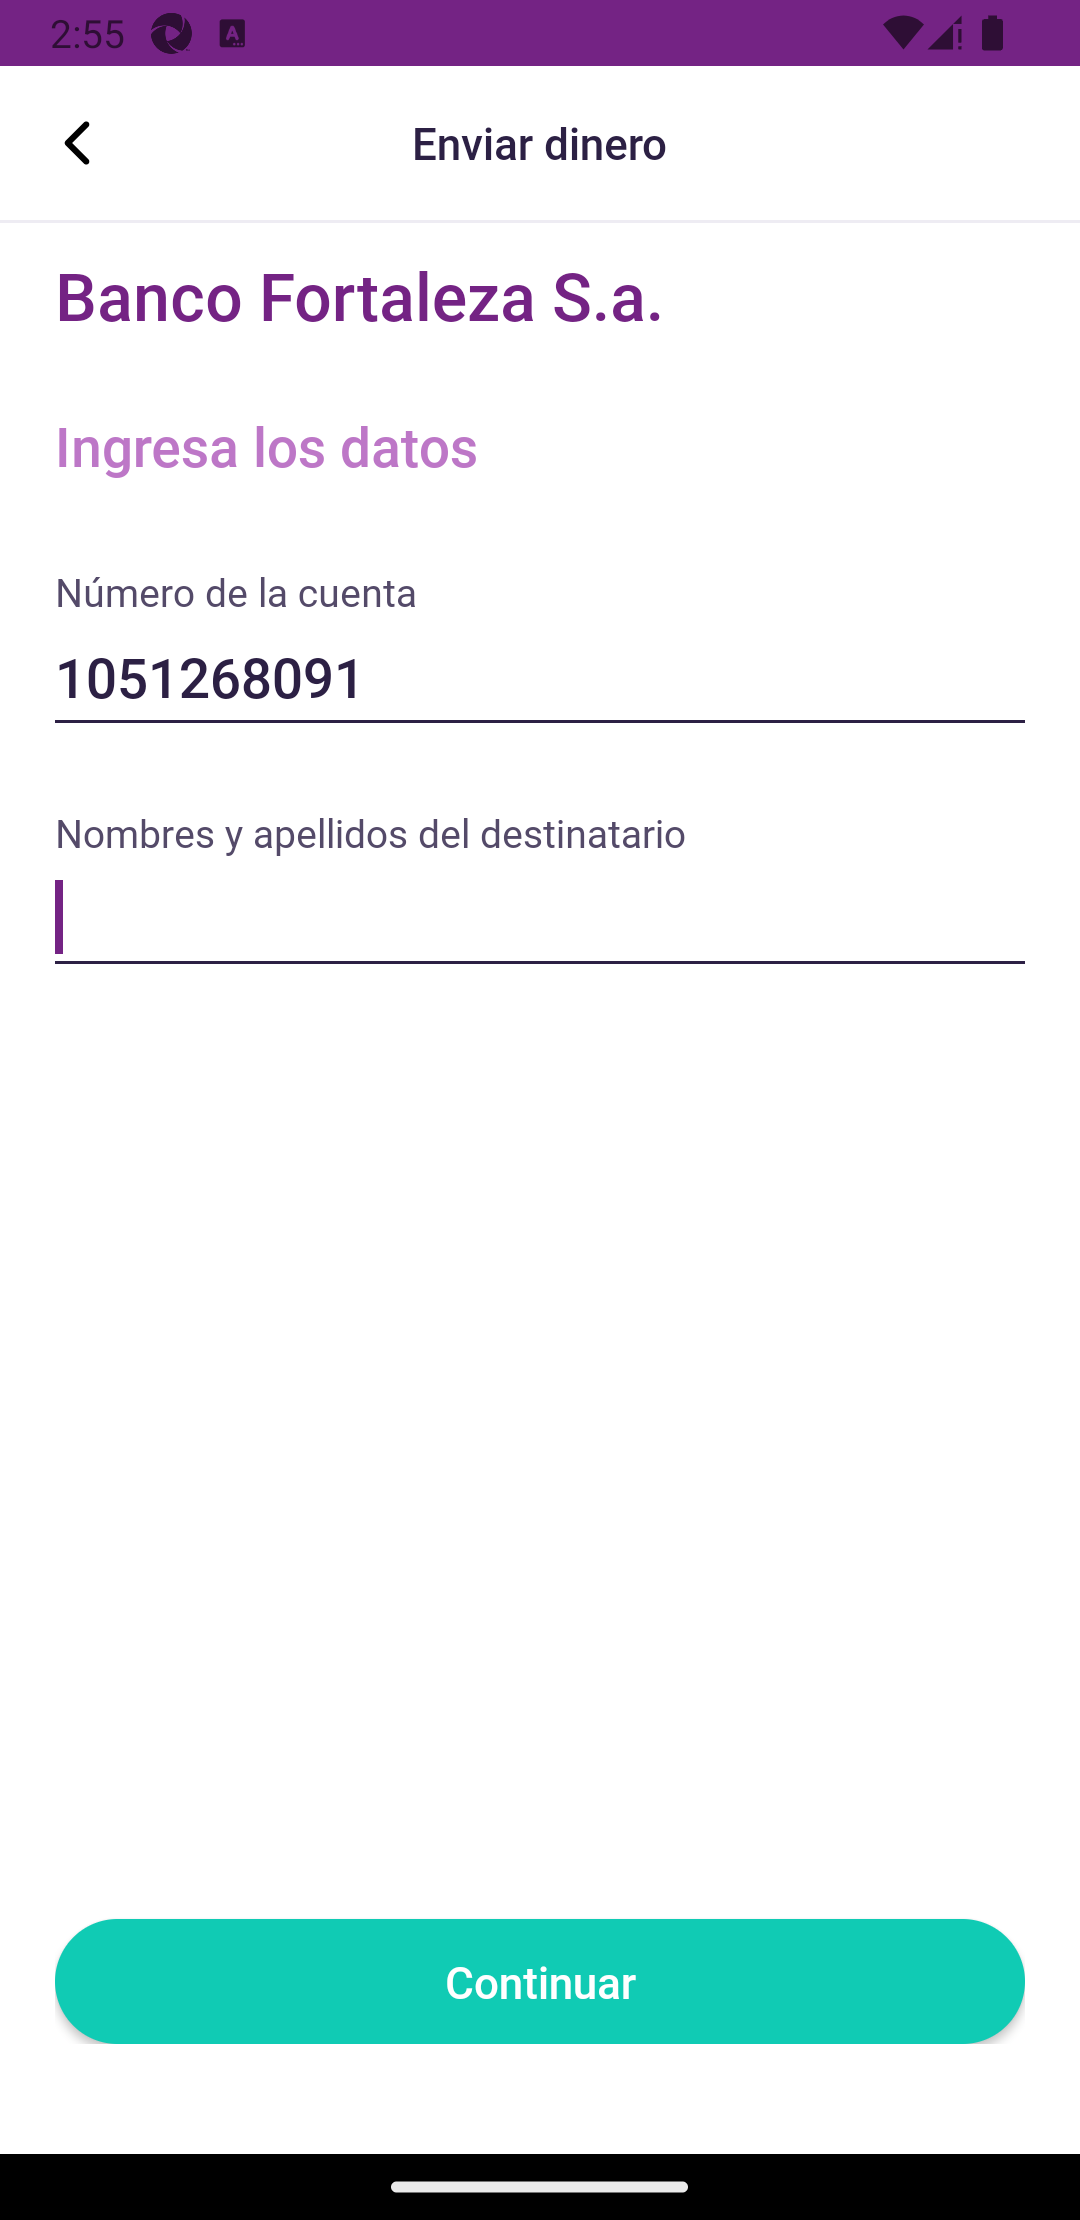 2:55
Enviar dinero
Banco Fortaleza S.a.
Ingresa los datos
Número de la cuenta
1051268091
Nombres y apellidos del destinatario
Continuar